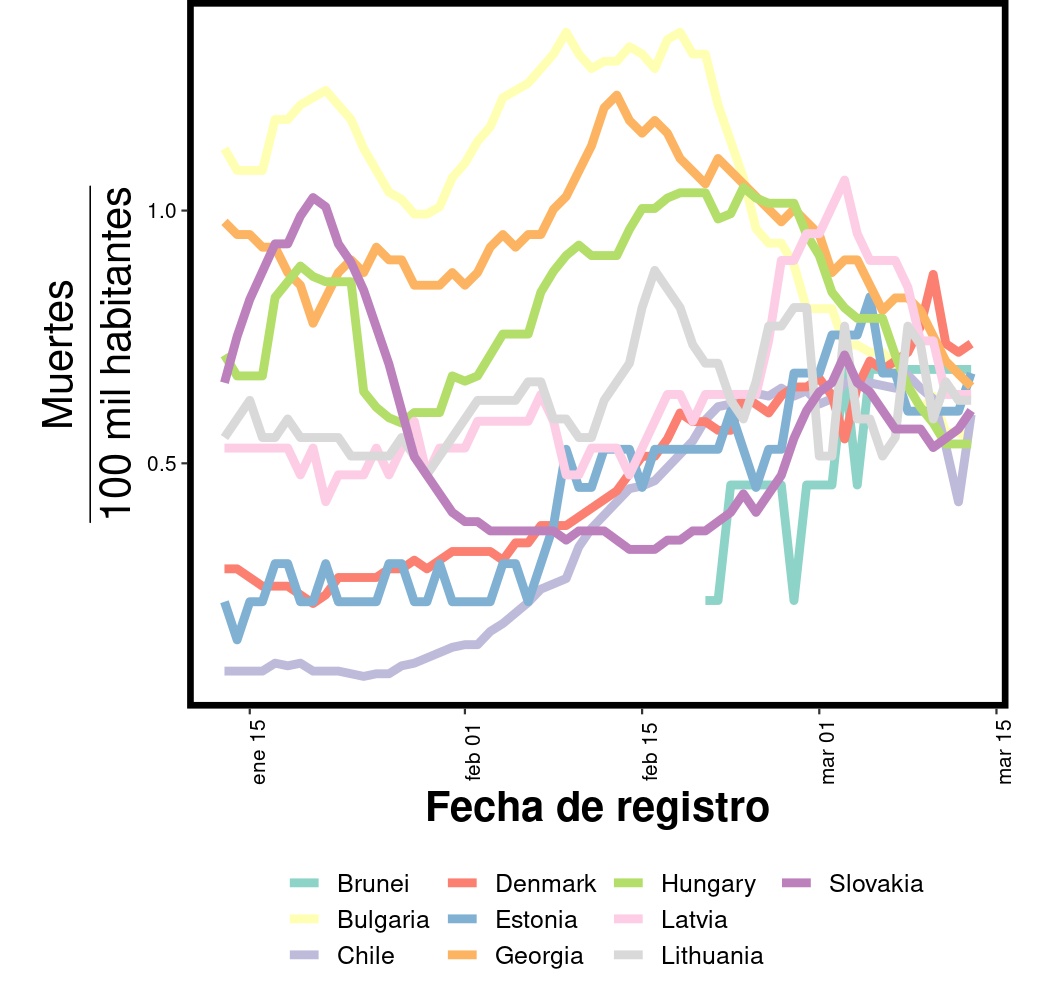 Muertes
100 mil habitantes
1.0
0.5
ene 15
feb 01
feb 15
mar 01
mar 15
Fecha de registro
Brunei
Denmark
Hungary
Slovakia
Bulgaria
Estonia
Latvia
Chile
Georgia
Lithuania